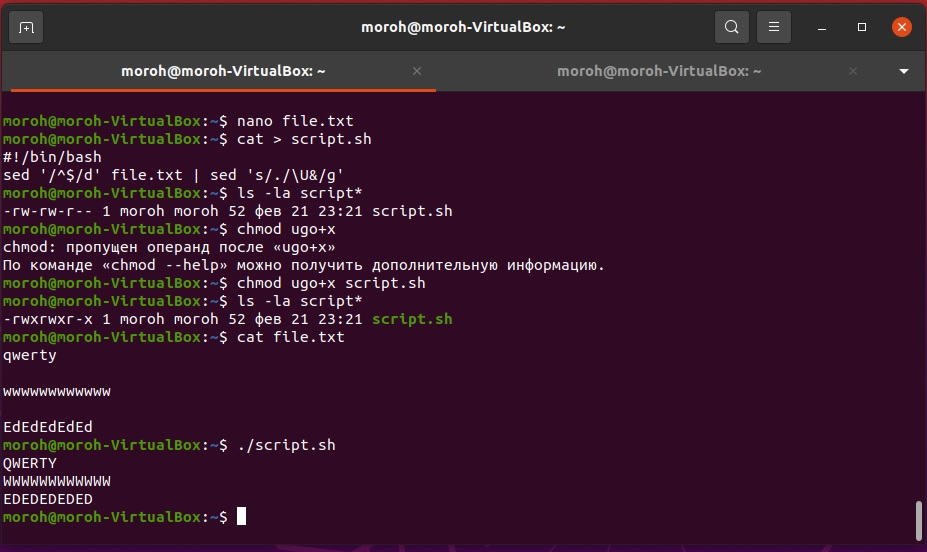 moroh@moroh-VirtualBox: ~
moroh@moroh-VirtualBox: ~
moroh@moroh-VirtualBox: ~
moroh@moroh-VirtualBox:~$ nano file.txt
moroh@moroh-VirtualBox:~$ cat > script.sh
#!/bin/bash
sed '/^$/d' file.txt | sed 's/./\U&/g'
moroh@moroh-VirtualBox:~$ ls -la script*
-rw-rw-r-- 1 moroh moroh 52 фев 21 23:21 script.sh
moroh@moroh-VirtualBox:~$ chmod ugo+x
chmod: пропущен операнд после «ugo+x»
По команде «chmod --help» можно получить дополнительную информацию.
moroh@moroh-VirtualBox:~$ chmod ugo+x script.sh
moroh@moroh-VirtualBox:~$ ls -la script*
-rwxrwxr-x 1 moroh moroh 52 фев 21 23:21 script.sh
moroh@moroh-VirtualBox:~$ cat file.txt
qwerty
wwwwwwwwwwww
EdEdEdEdEd
moroh@moroh-VirtualBox:~$ ./script.sh
QWERTY
WWWWWWWWWWWW
EDEDEDEDED
moroh@moroh-VirtualBox:~$